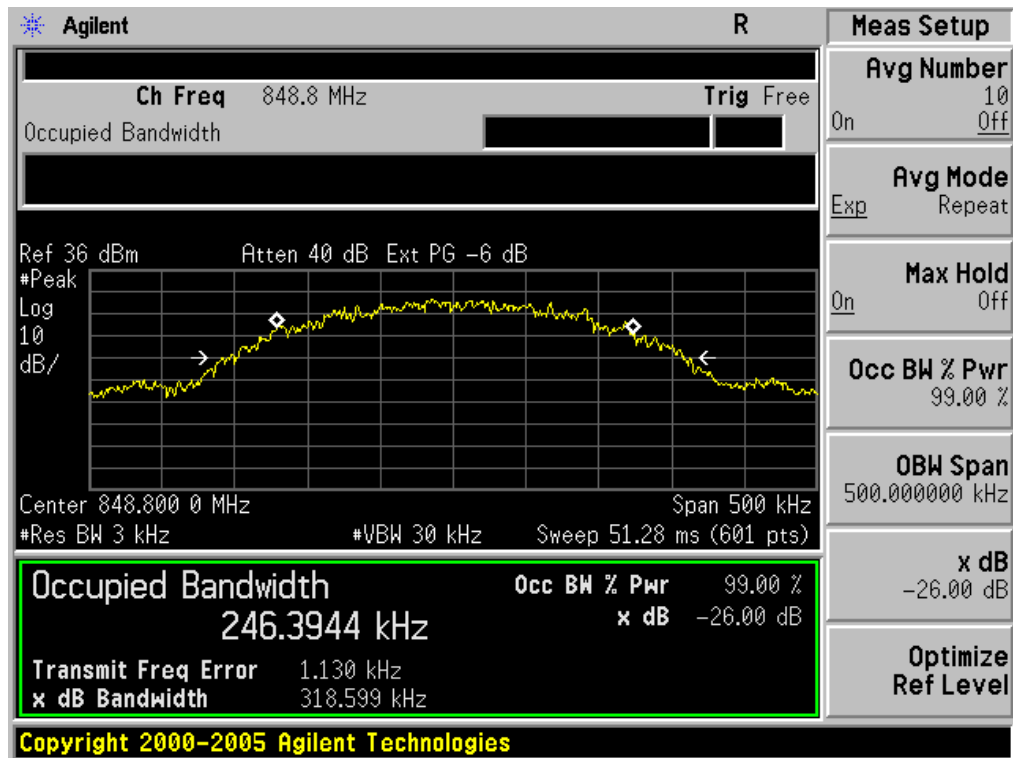 Agilent R
Ch Freq 848.8 MHz Trig Free
Occupied Bandwidth
Ref 36 dBm Atten 40 dB Ext PG -6 dB
#Peak
Log
10
dB/
Center 848.800 0 MHz Span 500 kHz
#Res BW 3 kHz #VBW 30 kHz Sweep 51.28 ms (601 pts)
Occupied Bandwidth Occ BW % Pwr 99.00 %
246.3944 kHz x dB -26.00 dB
Transmit Freq Error 1.130 kHz
x dB Bandwidth 318.599 kHz
Copyright 2000-2005 Agilent Technologies
Meas Setup
Avg Number
10
On Off
Avg Mode
Exp Repeat
Max Hold
On Off
Occ BW % Pwr
99.00 %
OBW Span
500.000000 kHz
x dB
-26.00 dB
Optimize
Ref Level